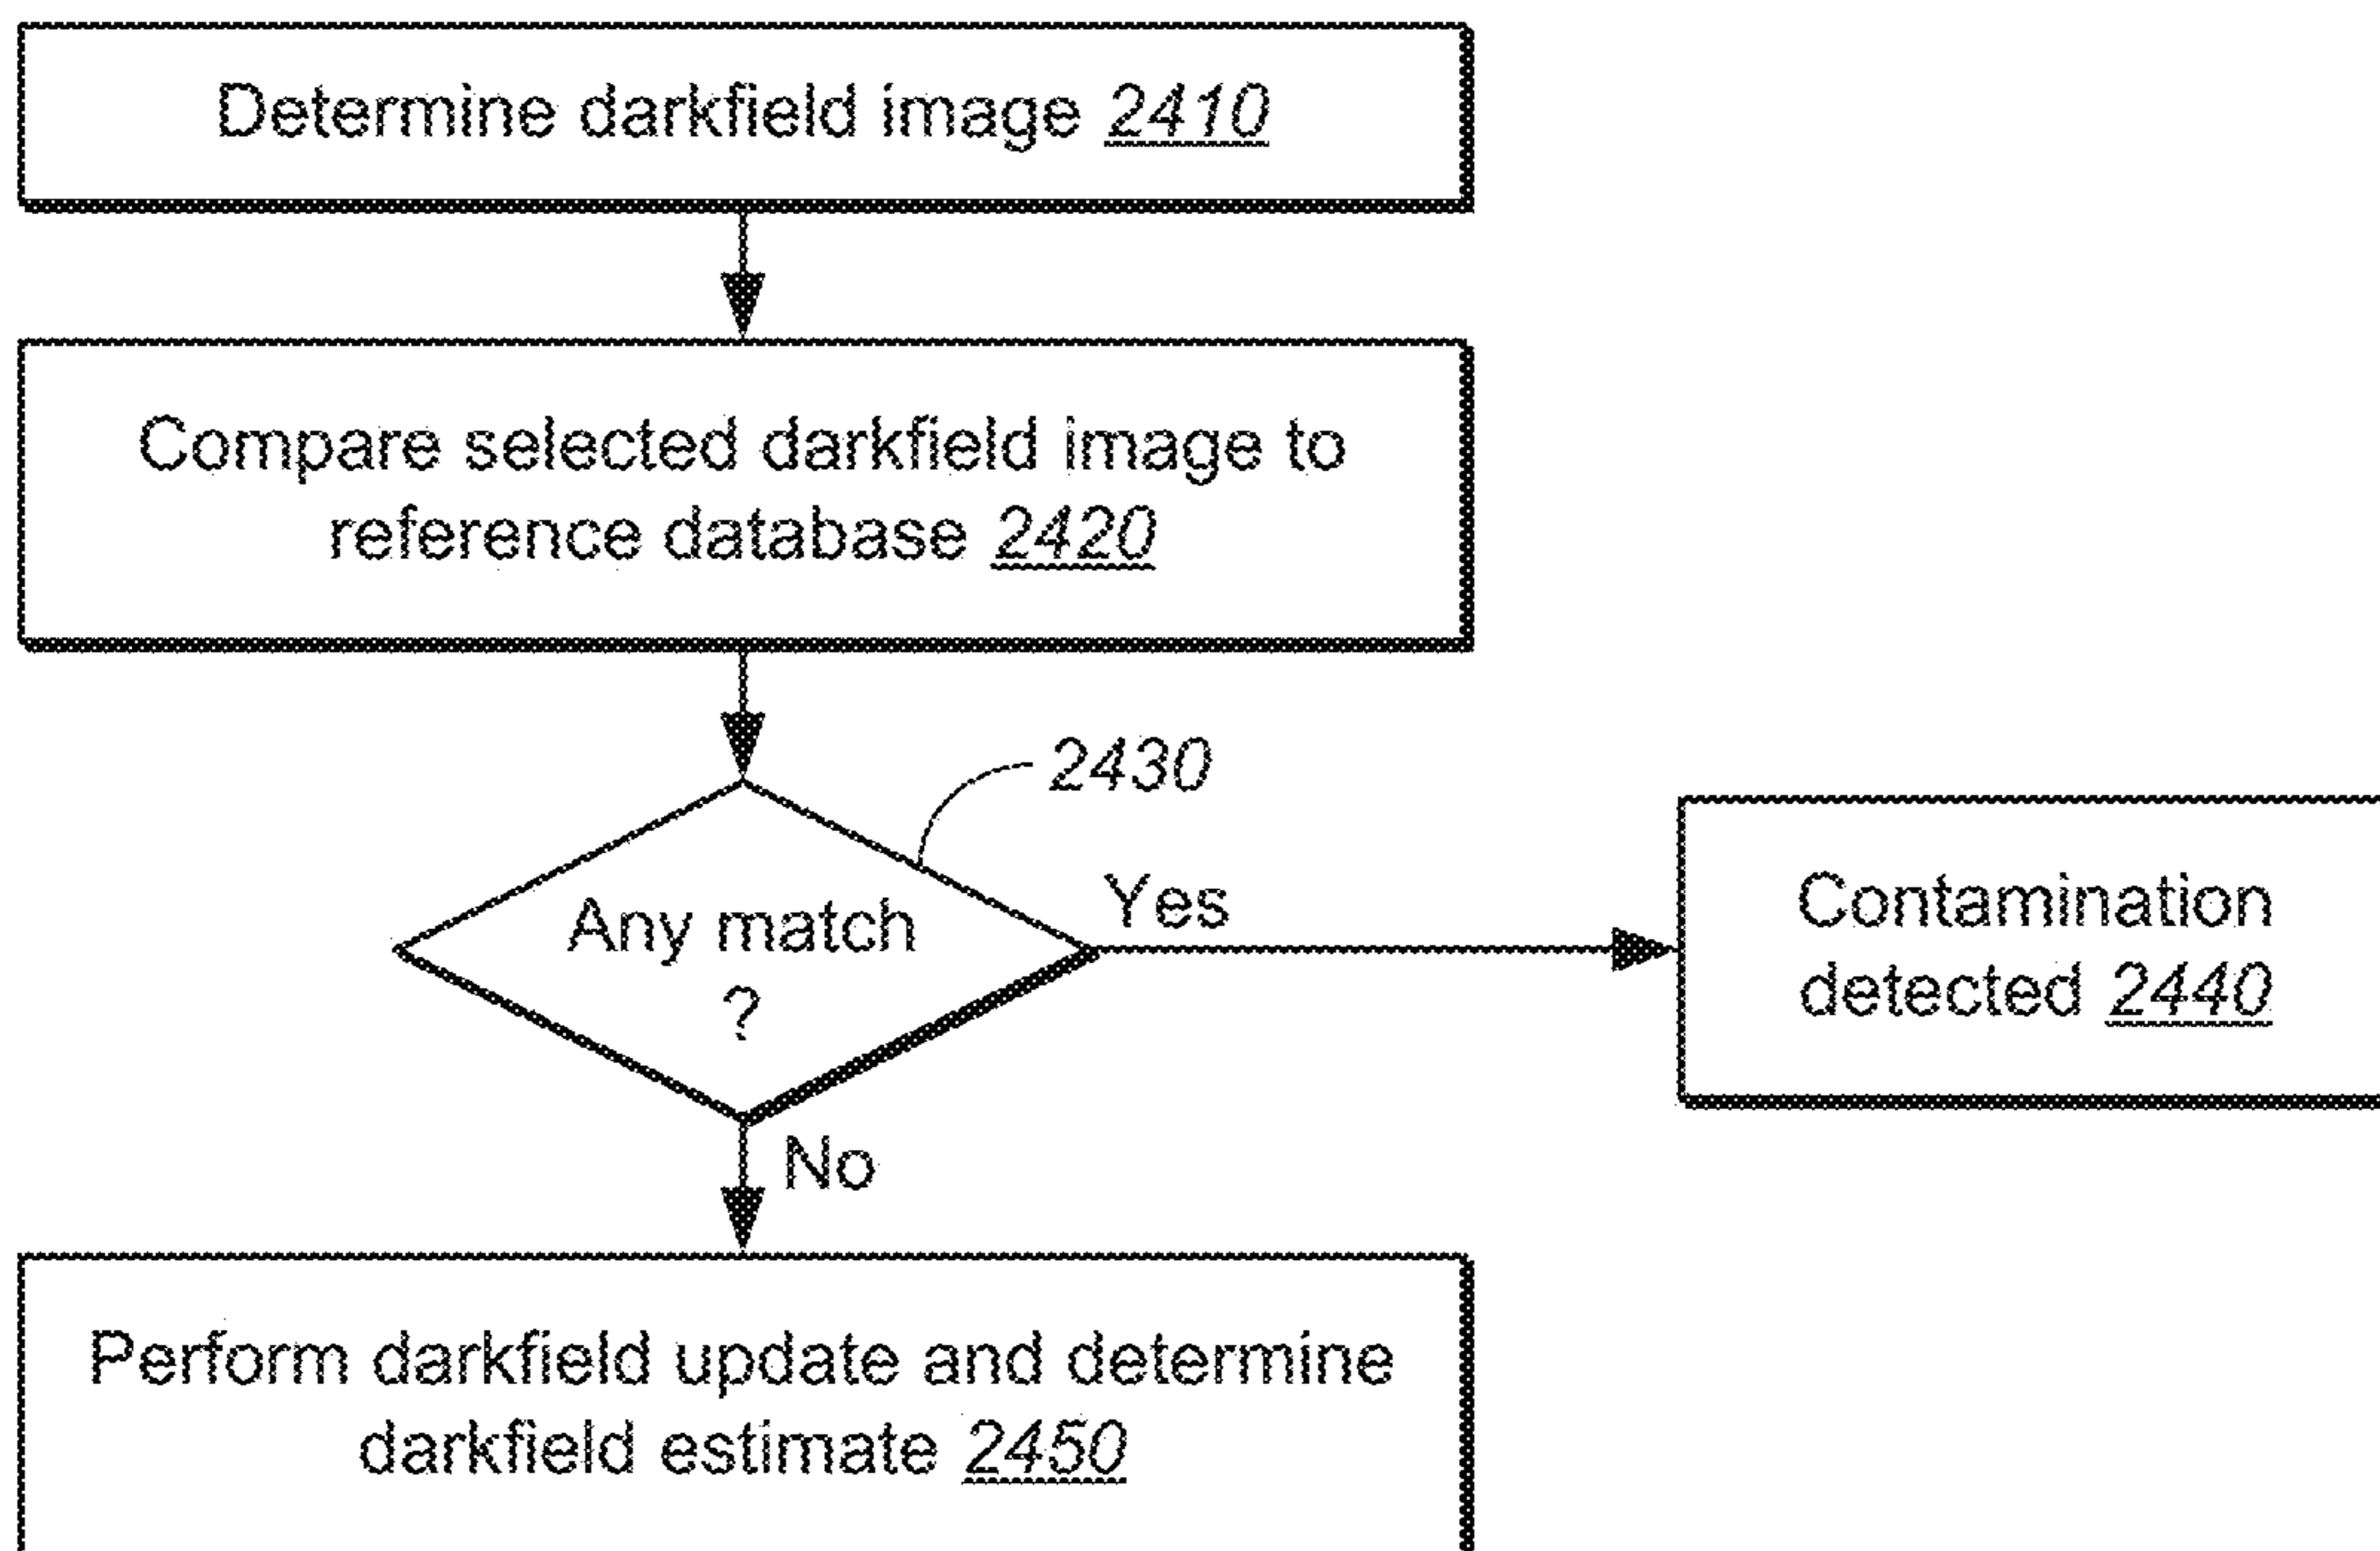 Determine darkfield image 2410
Compare selected darkfield image to
reference database 2420
2430
Any match
?
Yes
Contamination
detected 2440
No
Perform darkfield update and determine
darkfield estimate 2450